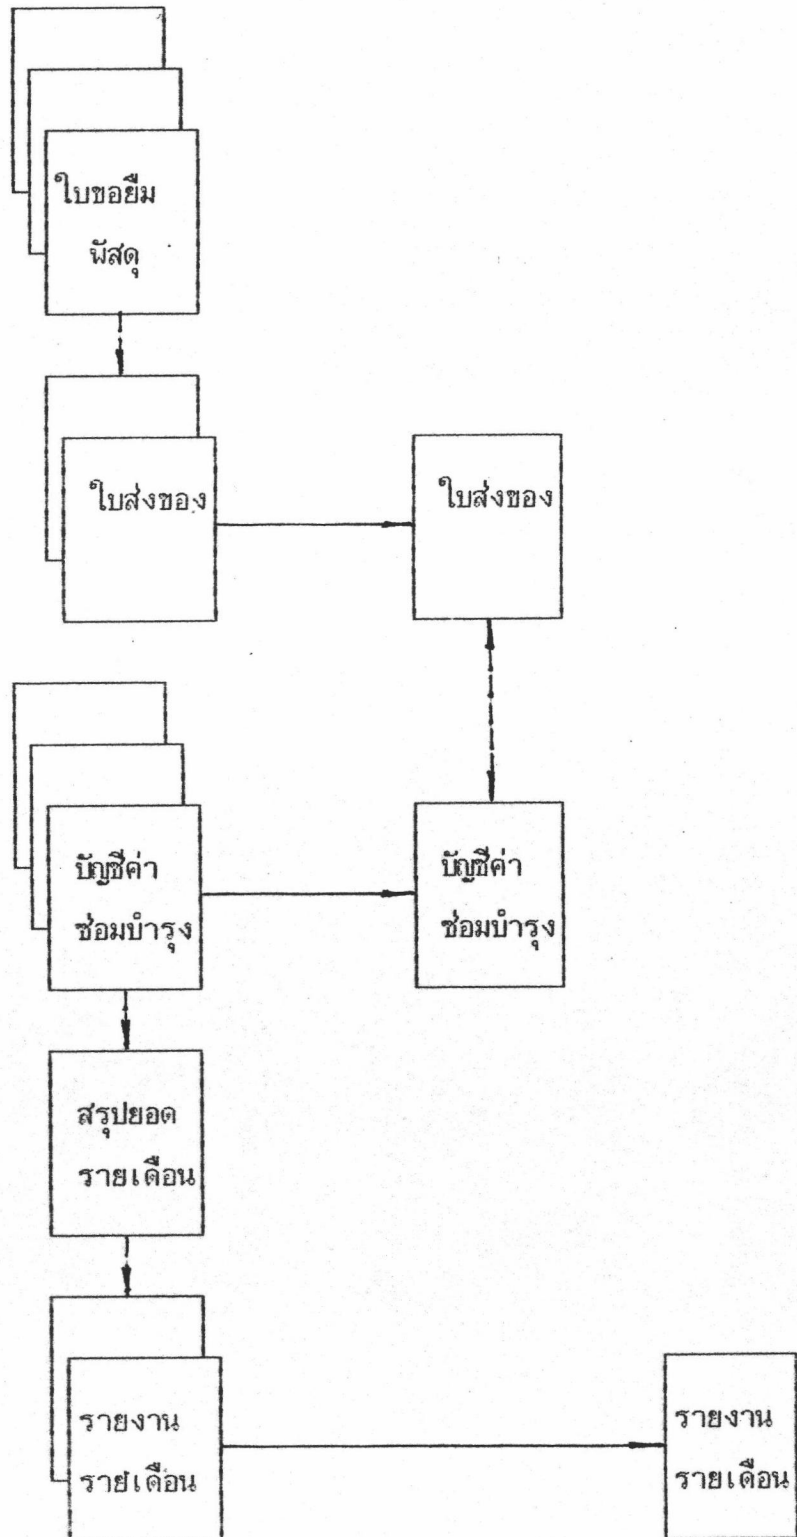 ใบขอยืม
พัสดุ
ใบส่งของ
ใบส่งของ
บัญชีค่า
ซ่อมบำรุง
บัญชีค่า
ซ่อมบำรุง
สรุปยอด
รายเดือน
รายงาน
รายเดือน
รายงาน
รายเดือน